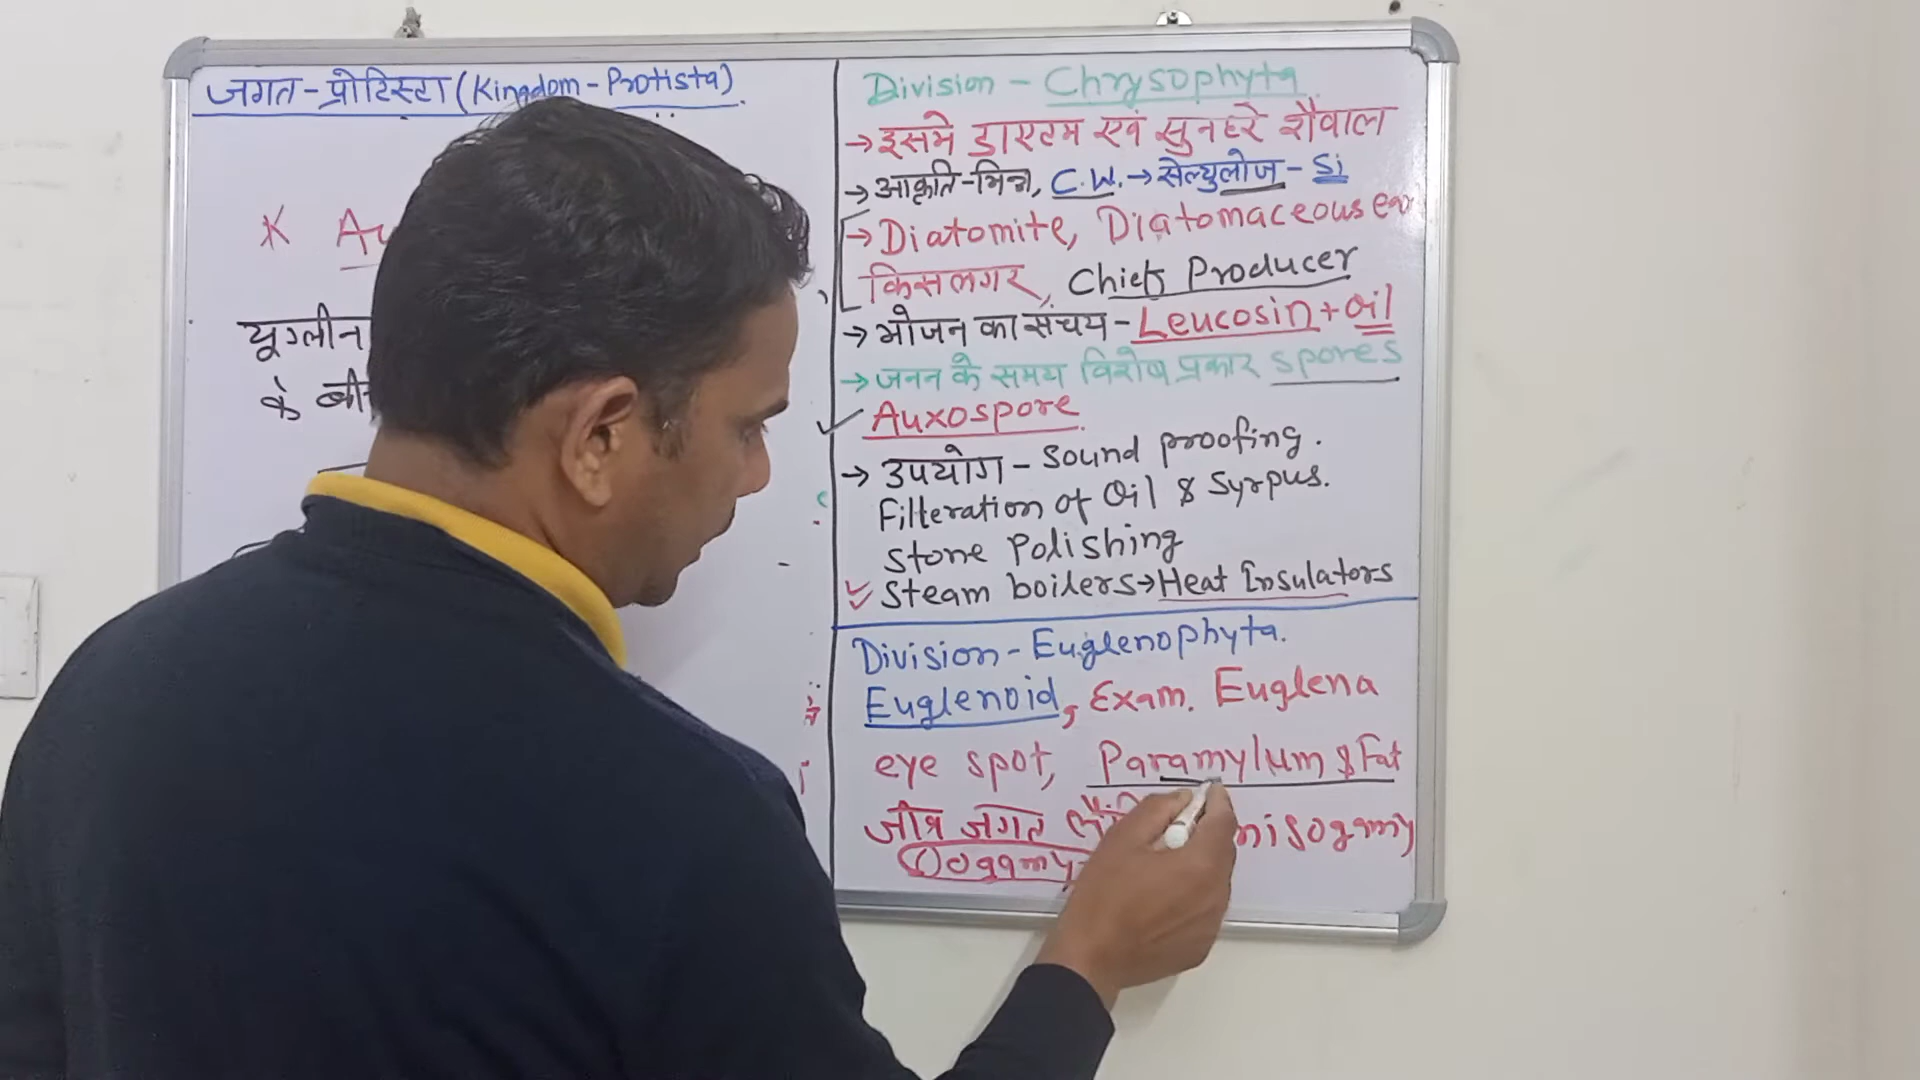 जगत-प्रोटिस्टा (Kingdom-Protista)
यूग्लीन
के बी
Division - Chrysophyta
→ इसमे डाएटम एवं सुनहरे शैवाल
→ आकृति-भिन्न, C.W. → सेल्युलोज - Si
→ Diatomite, Diatomaceous
किसलगर, Chief Producer
→ भोजन का संचय - Leucosin + Oil
→ जनन के समय विशेष प्रकार spores
Auxospore
→ उपयोग - Sound proofing.
Filteration of Oil & Syrpus.
Stone Polishing
Steam boilers → Heat Insulators
Division - Euglenophyta.
Euglenoid, Exam. Euglena
eye spot, Paramylum & Fat
जीव जगत nisogamy
Oogamy